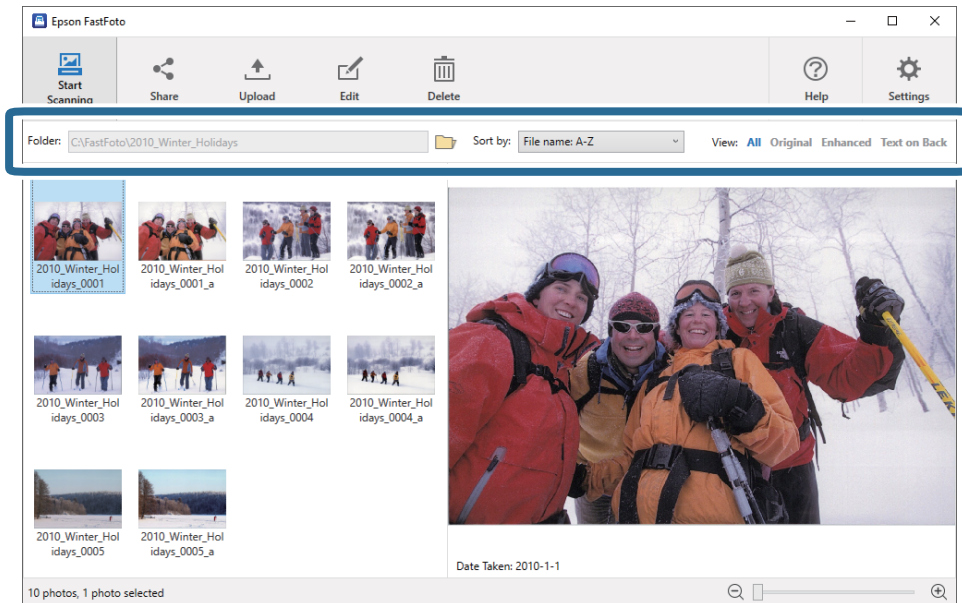 Epson FastFoto
Start
Scanning
Share
Upload
Edit
Delete
Help
Settings
Folder: C:\FastFoto\2010_Winter_Holidays
Sort by: File name: A-Z
View: All Original Enhanced Text on Back
2010_Winter_Hol
idays_0001
2010_Winter_Hol
idays_0001_a
2010_Winter_Hol
idays_0002
2010_Winter_Hol
idays_0002_a
2010_Winter_Hol
idays_0003
2010_Winter_Hol
idays_0003_a
2010_Winter_Hol
idays_0004
2010_Winter_Hol
idays_0004_a
2010_Winter_Hol
idays_0005
2010_Winter_Hol
idays_0005_a
Date Taken: 2010-1-1
10 photos, 1 photo selected